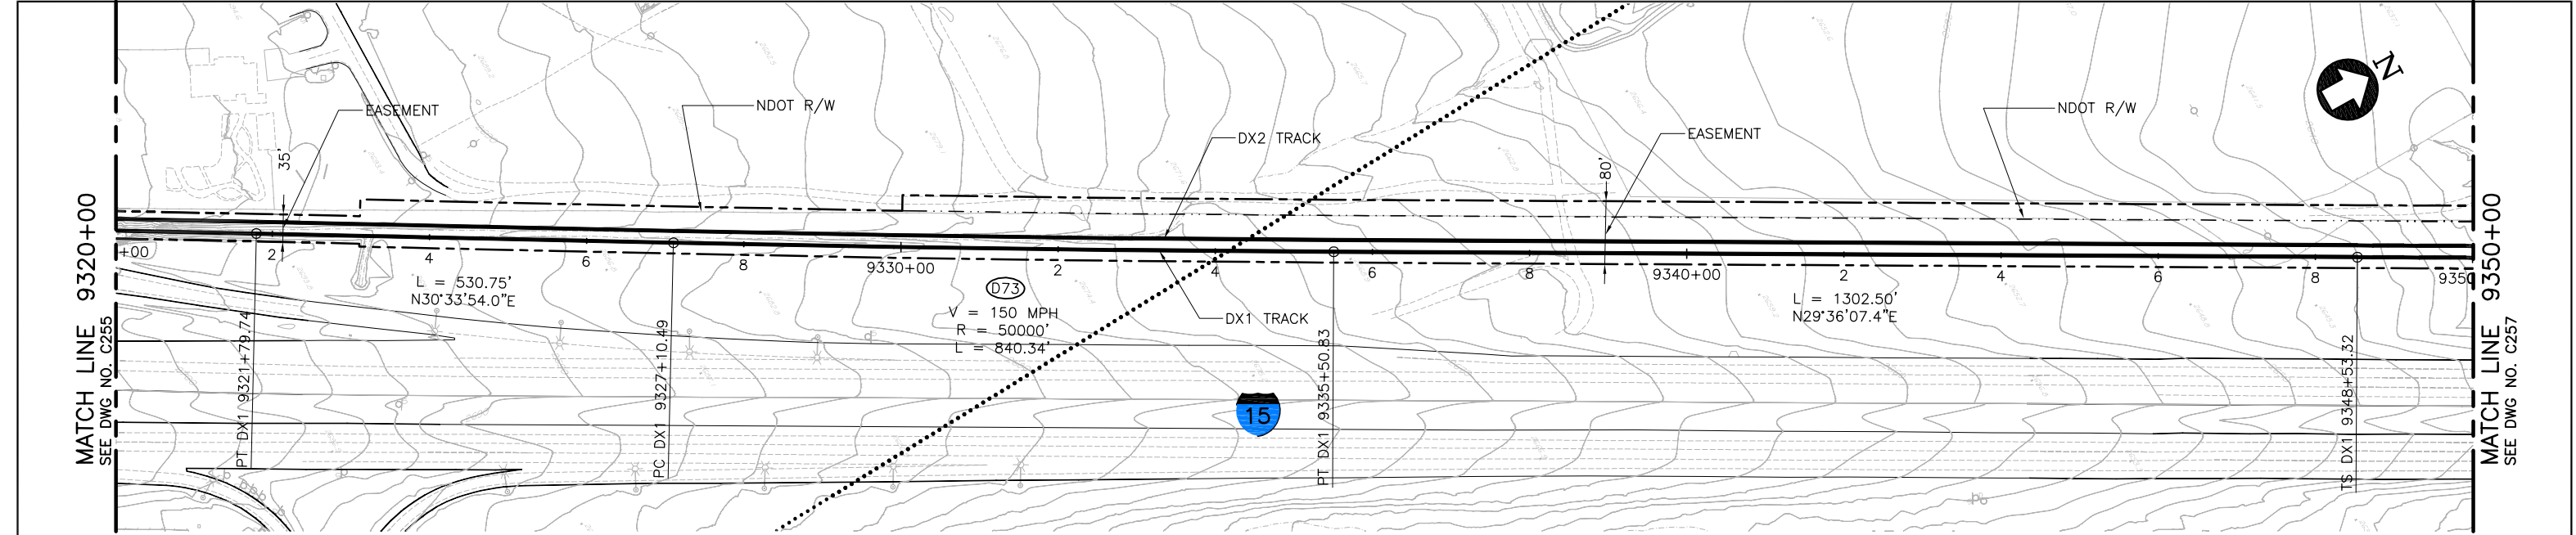 MATCH LINE 9320+00
SEE DWG NO. C255
35'
EASEMENT
NDOT R/W
DX2 TRACK
EASEMENT
80'
NDOT R/W
N
+00
2
4
6
8
9330+00
2
4
6
8
9340+00
2
4
6
8
9350
PT DX1 9321+79.74
L = 530.75'
N30°33'54.0"E
PC DX1 9327+10.49
D73
V = 150 MPH
R = 50000'
L = 840.34'
DX1 TRACK
15
PT DX1 9335+50.83
L = 1302.50'
N29°36'07.4"E
TS DX1 9348+53.32
MATCH LINE 9350+00
SEE DWG NO. C257